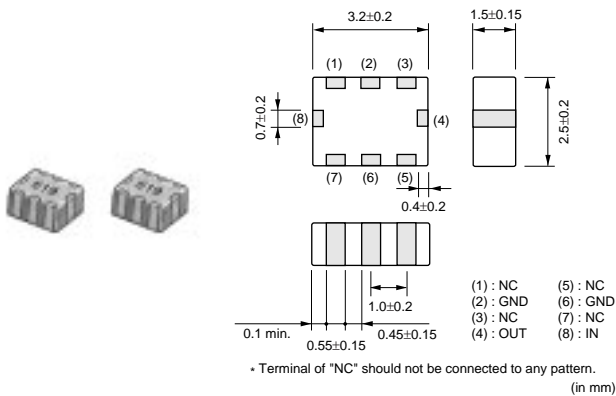 3.2±0.2
1.5±0.15
(1) (2) (3)
0.7±0.2
(8)
(4)
2.5±0.2
(7) (6) (5)
0.4±0.2
1.0±0.2
0.1 min.
0.45±0.15
0.55±0.15
(1) : NC (5) : NC
(2) : GND (6) : GND
(3) : NC (7) : NC
(4) : OUT (8) : IN
* Terminal of "NC" should not be connected to any pattern.
(in mm)